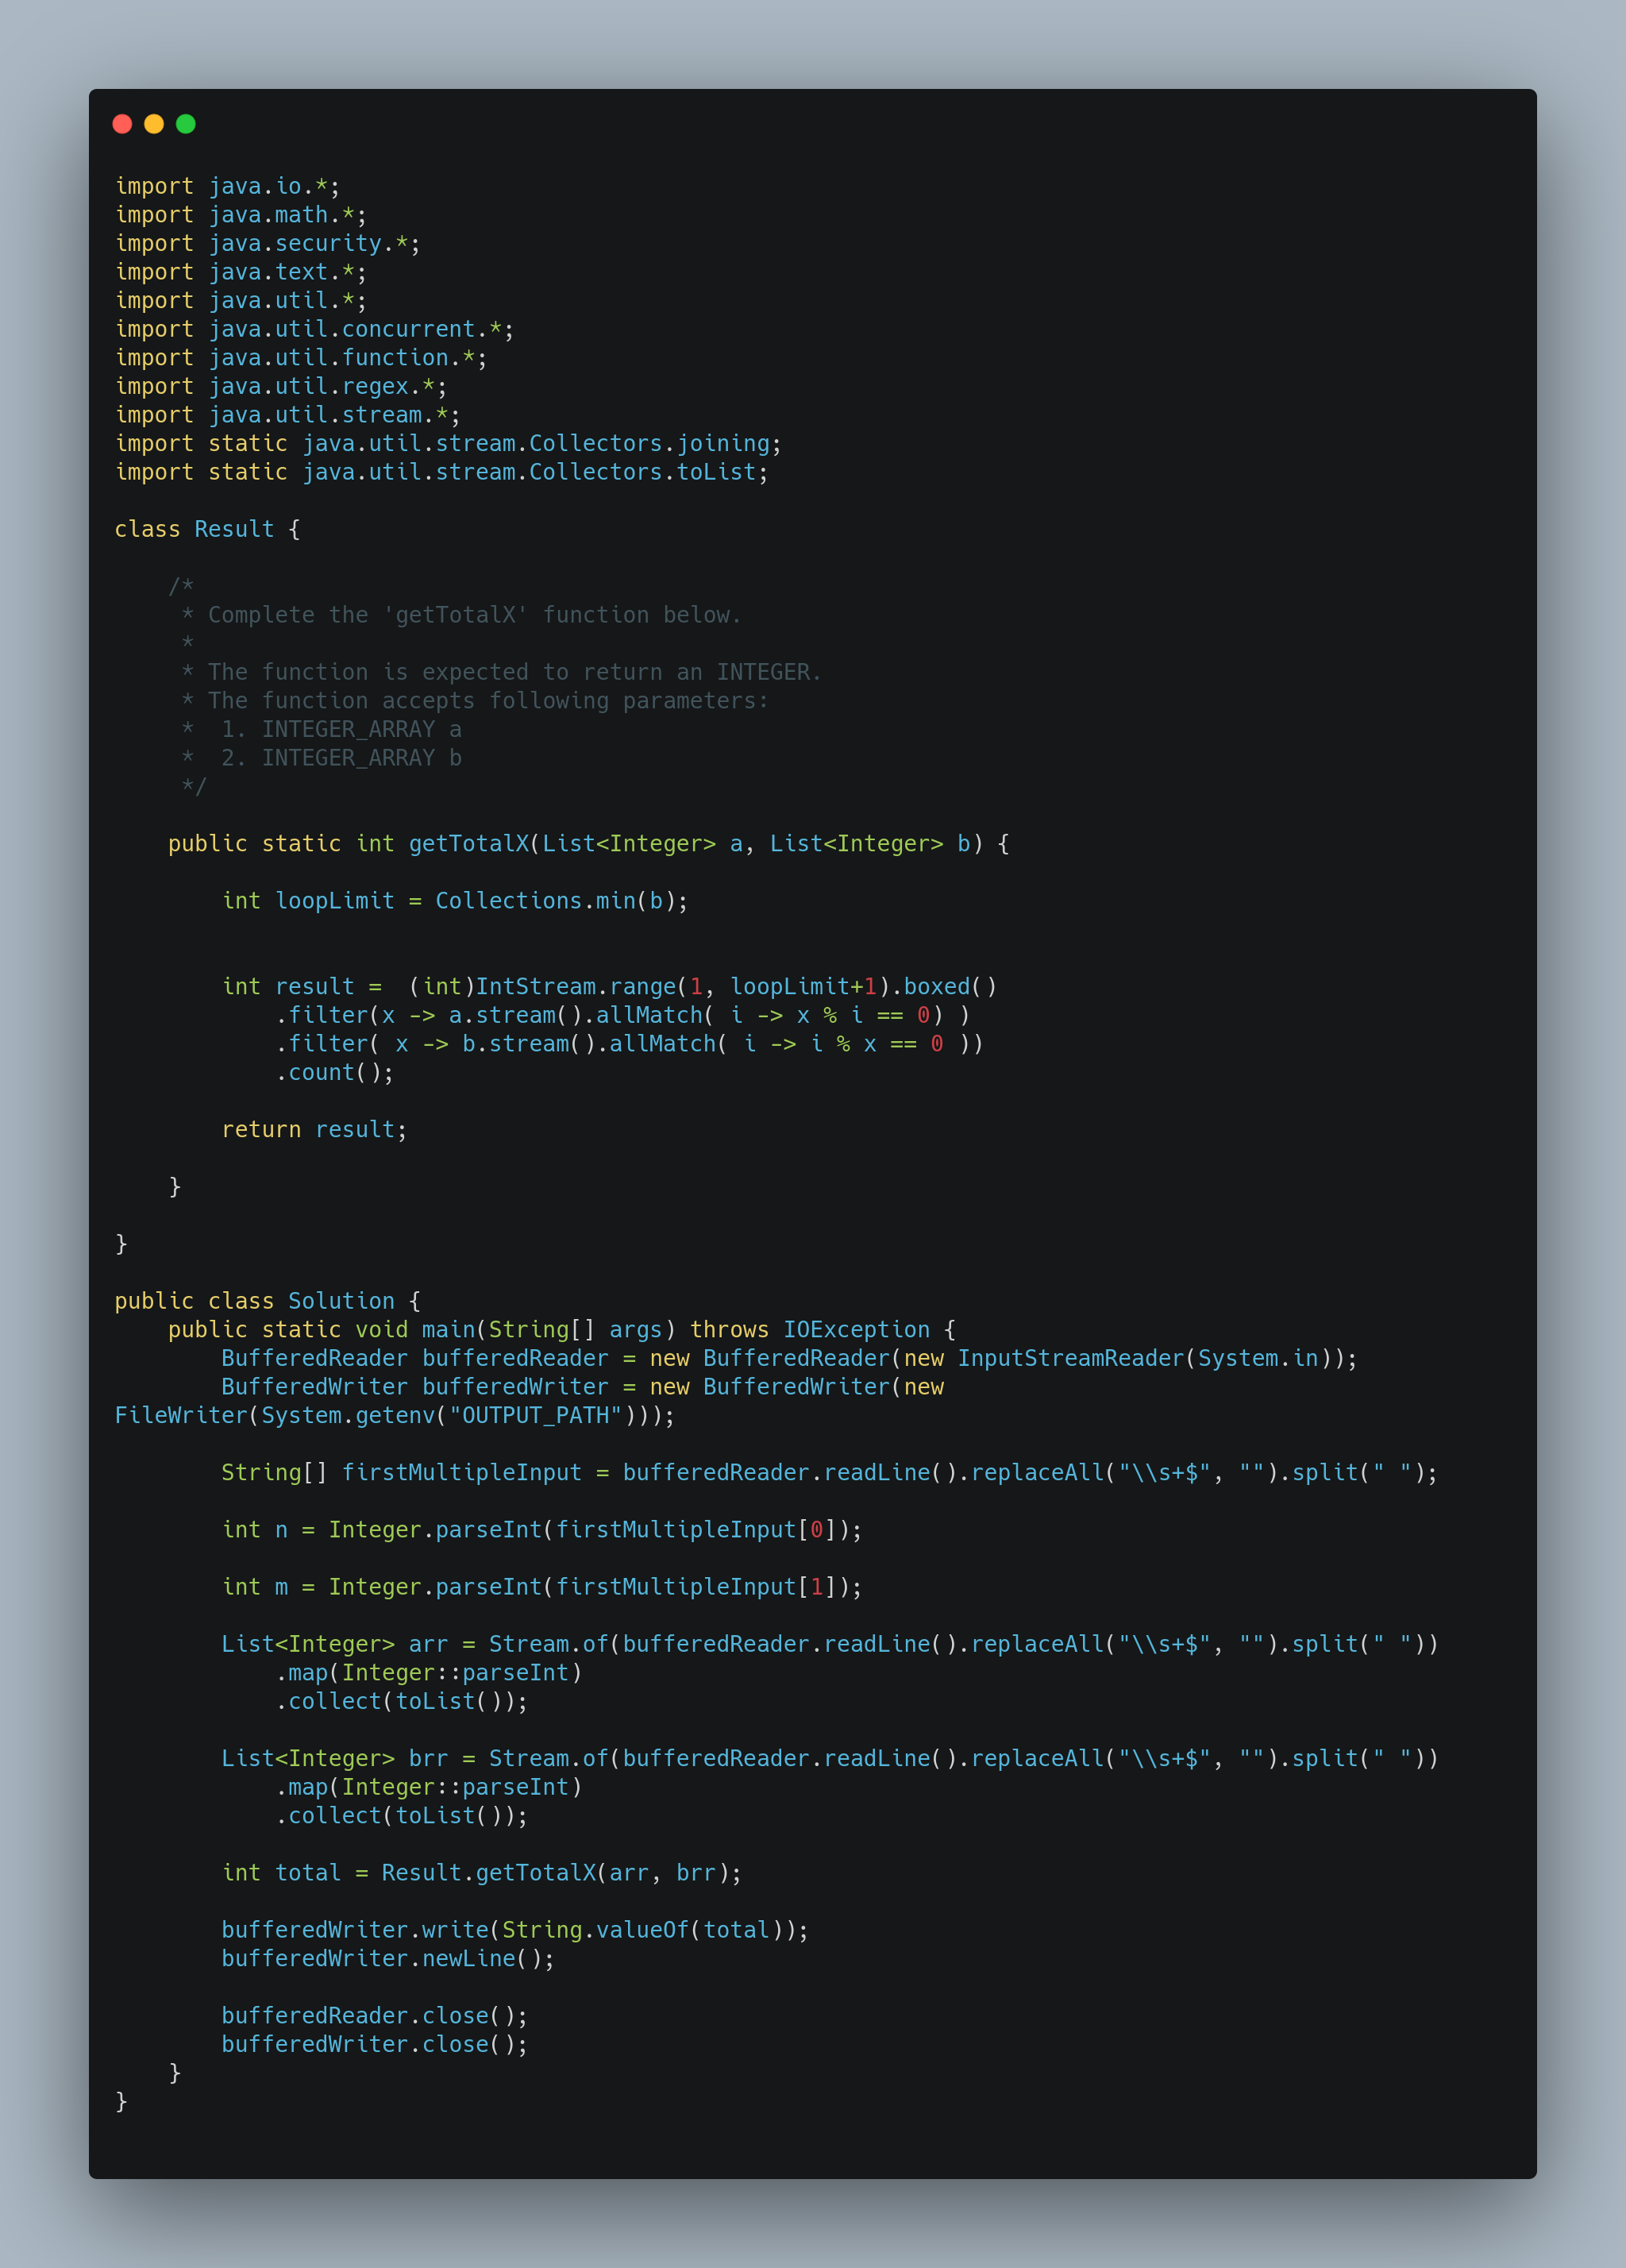 import java.io.*;
import java.math.*;
import java.security.*;
import java.text.*;
import java.util.*;
import java.util.concurrent.*;
import java.util.function.*;
import java.util.regex.*;
import java.util.stream.*;
import static java.util.stream.Collectors.joining;
import static java.util.stream.Collectors.toList;

class Result {

    /*
     * Complete the 'getTotalX' function below.
     *
     * The function is expected to return an INTEGER.
     * The function accepts following parameters:
     *  1. INTEGER_ARRAY a
     *  2. INTEGER_ARRAY b
     */

    public static int getTotalX(List<Integer> a, List<Integer> b) {

        int loopLimit = Collections.min(b);


        int result =  (int)IntStream.range(1, loopLimit+1).boxed()
            .filter(x -> a.stream().allMatch( i -> x % i == 0) )
            .filter( x -> b.stream().allMatch( i -> i % x == 0 ))
            .count();

        return result;

    }

}

public class Solution {
    public static void main(String[] args) throws IOException {
        BufferedReader bufferedReader = new BufferedReader(new InputStreamReader(System.in));
        BufferedWriter bufferedWriter = new BufferedWriter(new
FileWriter(System.getenv("OUTPUT_PATH")));

        String[] firstMultipleInput = bufferedReader.readLine().replaceAll("\\s+$", "").split(" ");

        int n = Integer.parseInt(firstMultipleInput[0]);

        int m = Integer.parseInt(firstMultipleInput[1]);

        List<Integer> arr = Stream.of(bufferedReader.readLine().replaceAll("\\s+$", "").split(" "))
            .map(Integer::parseInt)
            .collect(toList());

        List<Integer> brr = Stream.of(bufferedReader.readLine().replaceAll("\\s+$", "").split(" "))
            .map(Integer::parseInt)
            .collect(toList());

        int total = Result.getTotalX(arr, brr);

        bufferedWriter.write(String.valueOf(total));
        bufferedWriter.newLine();

        bufferedReader.close();
        bufferedWriter.close();
    }
}